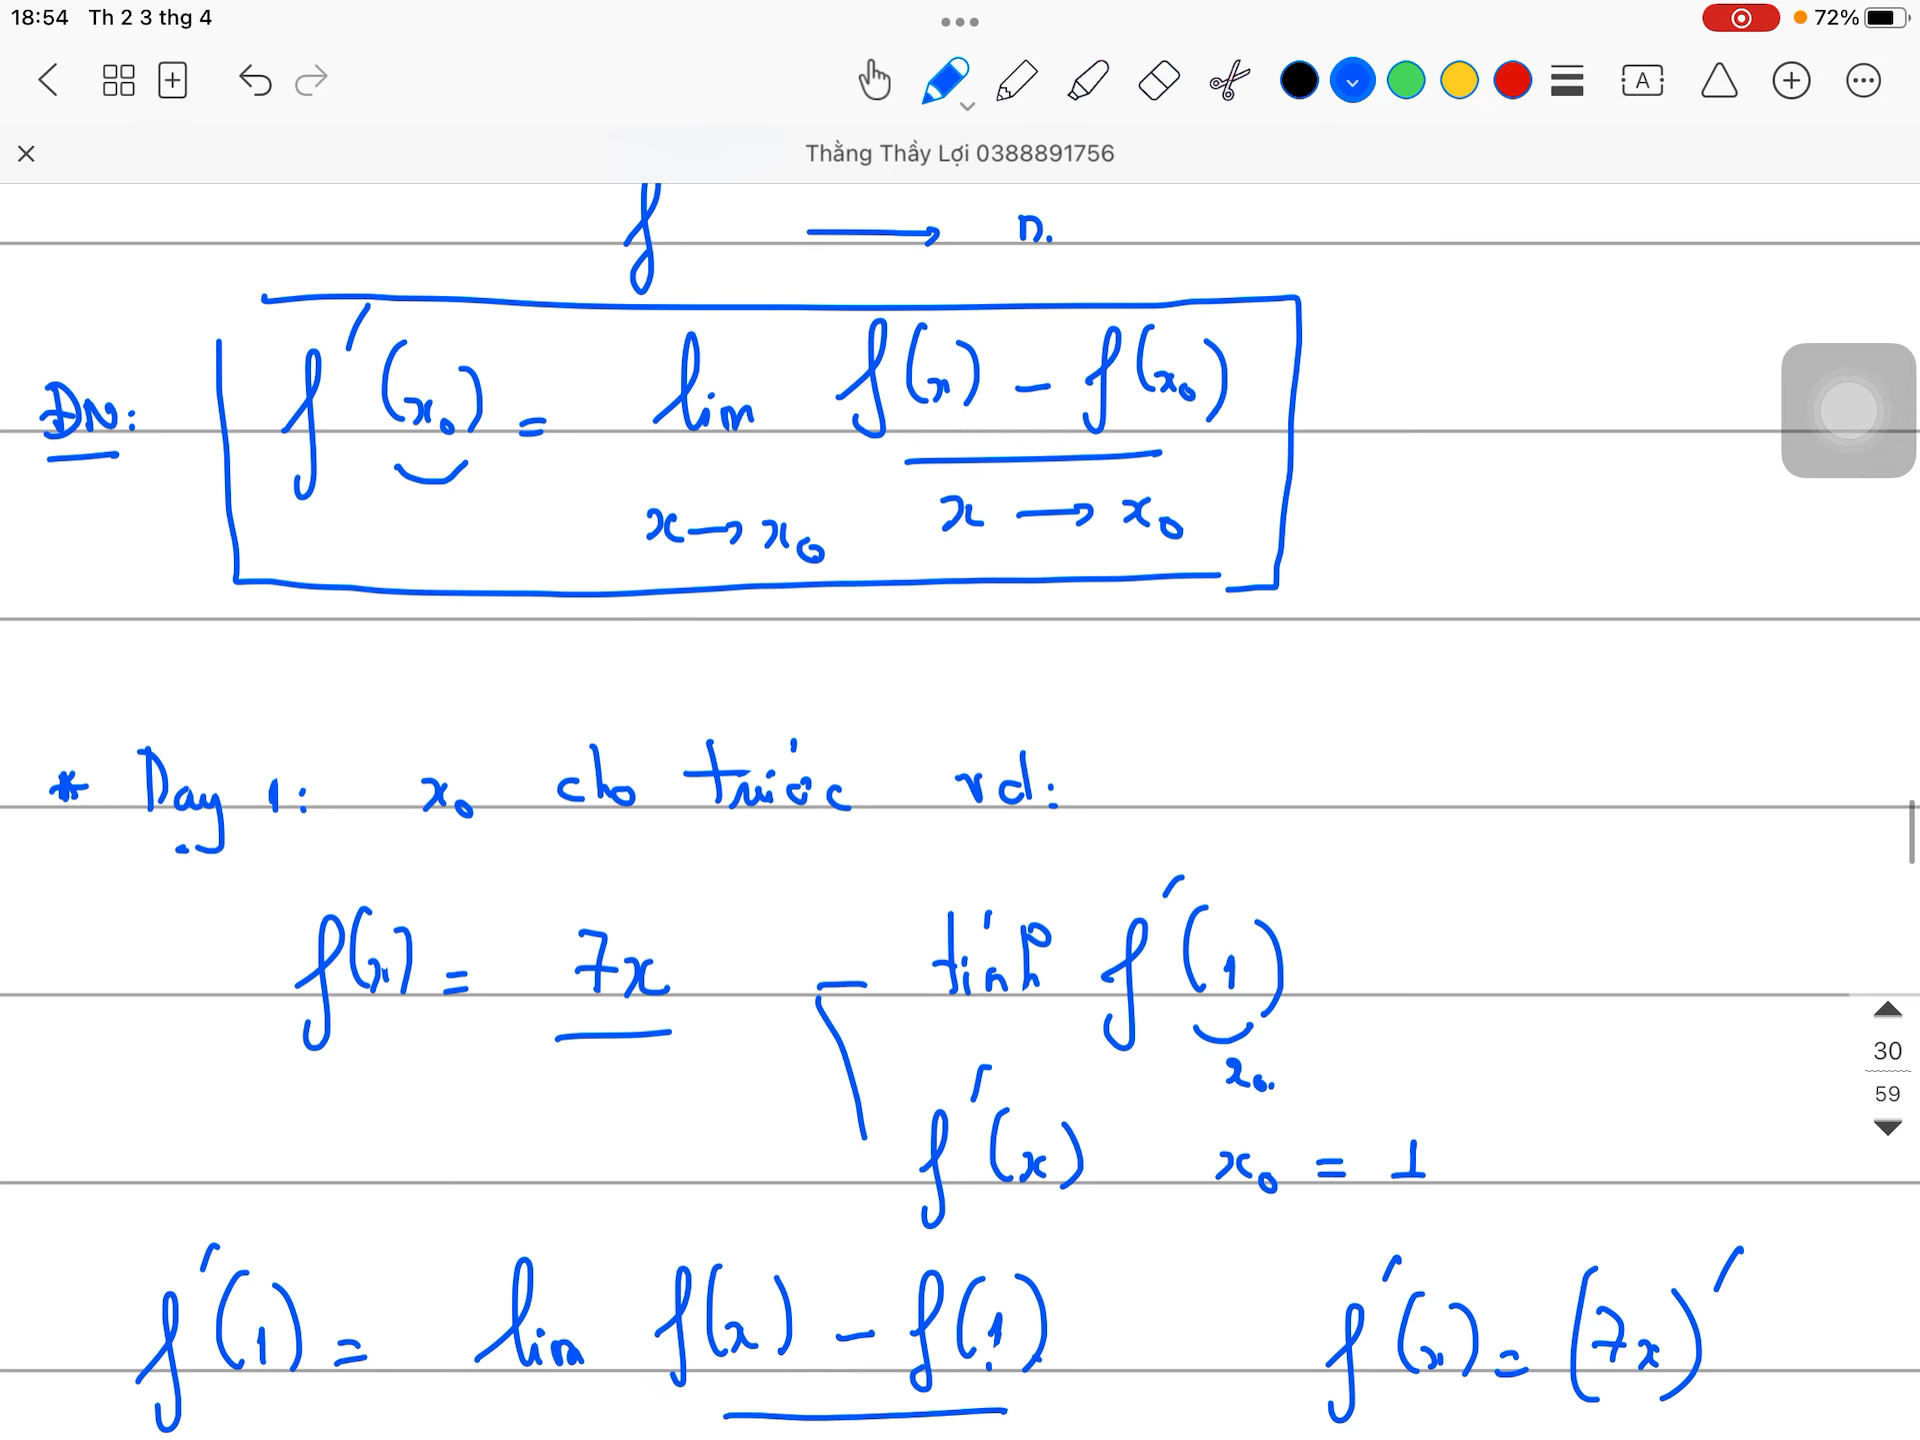 18:54 Th 2 3 thg 4
72%
A
Thằng Thầy Lợi 0388891756
f → n.
ĐN: f'(x₀) = lim f(x) - f(x₀)
x→x₀ x → x₀
* Dạng 1: x₀ cho trước vd:
f(x) = 7x - tính f'(1)
x₀.
f'(x) x₀ = 1
30
59
f'(1) = lim f(x) - f(1) f'(x) = (7x)'